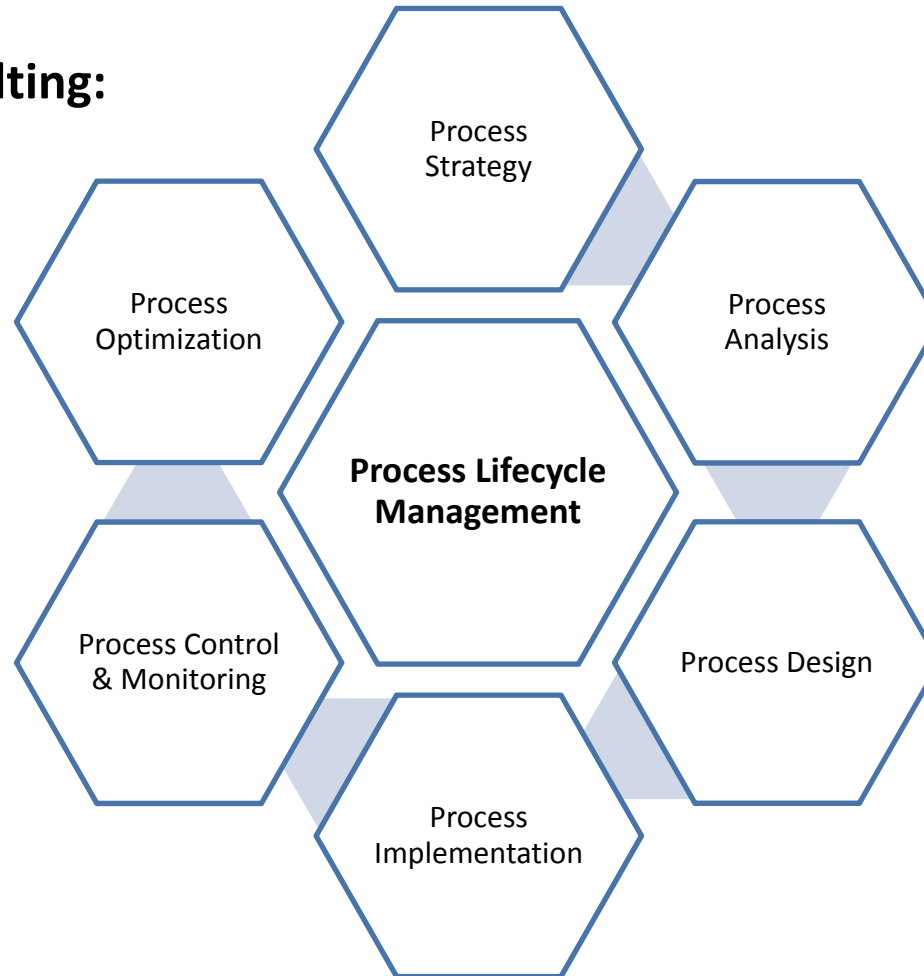 lting:
Process
Strategy
Process
Analysis
Process Design
Process
Implementation
Process Control
& Monitoring
Process
Optimization
Process Lifecycle
Management